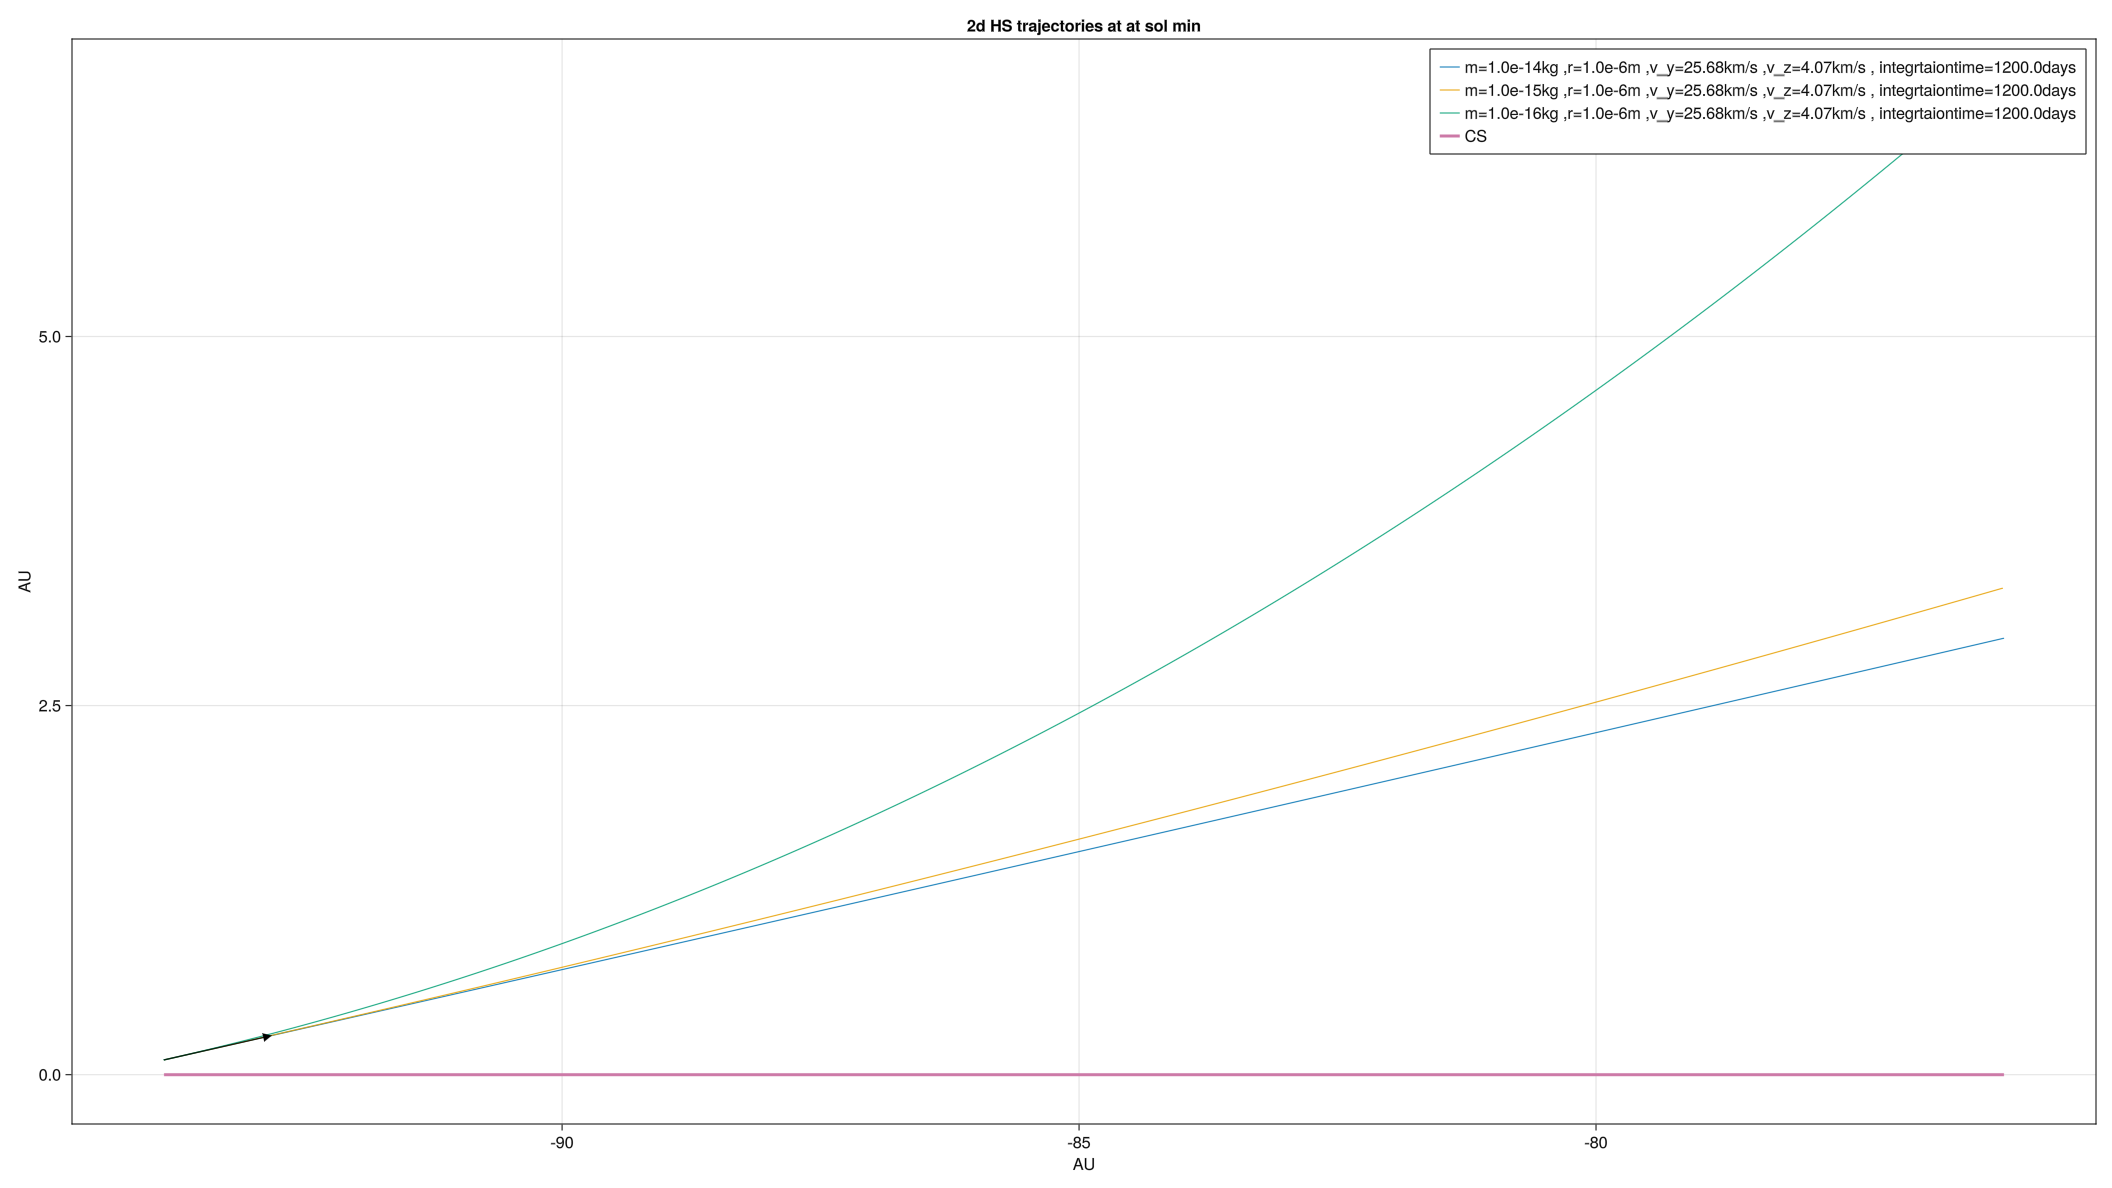 2d HS trajectories at at sol min
m=1.0e-14kg ,r=1.0e-6m ,v_y=25.68km/s ,v_z=4.07km/s , integrtaiontime=1200.0days
m=1.0e-15kg ,r=1.0e-6m ,v_y=25.68km/s ,v_z=4.07km/s , integrtaiontime=1200.0days
m=1.0e-16kg ,r=1.0e-6m ,v_y=25.68km/s ,v_z=4.07km/s , integrtaiontime=1200.0days
CS
5.0
AU
2.5
0.0
-90 -85 -80
AU